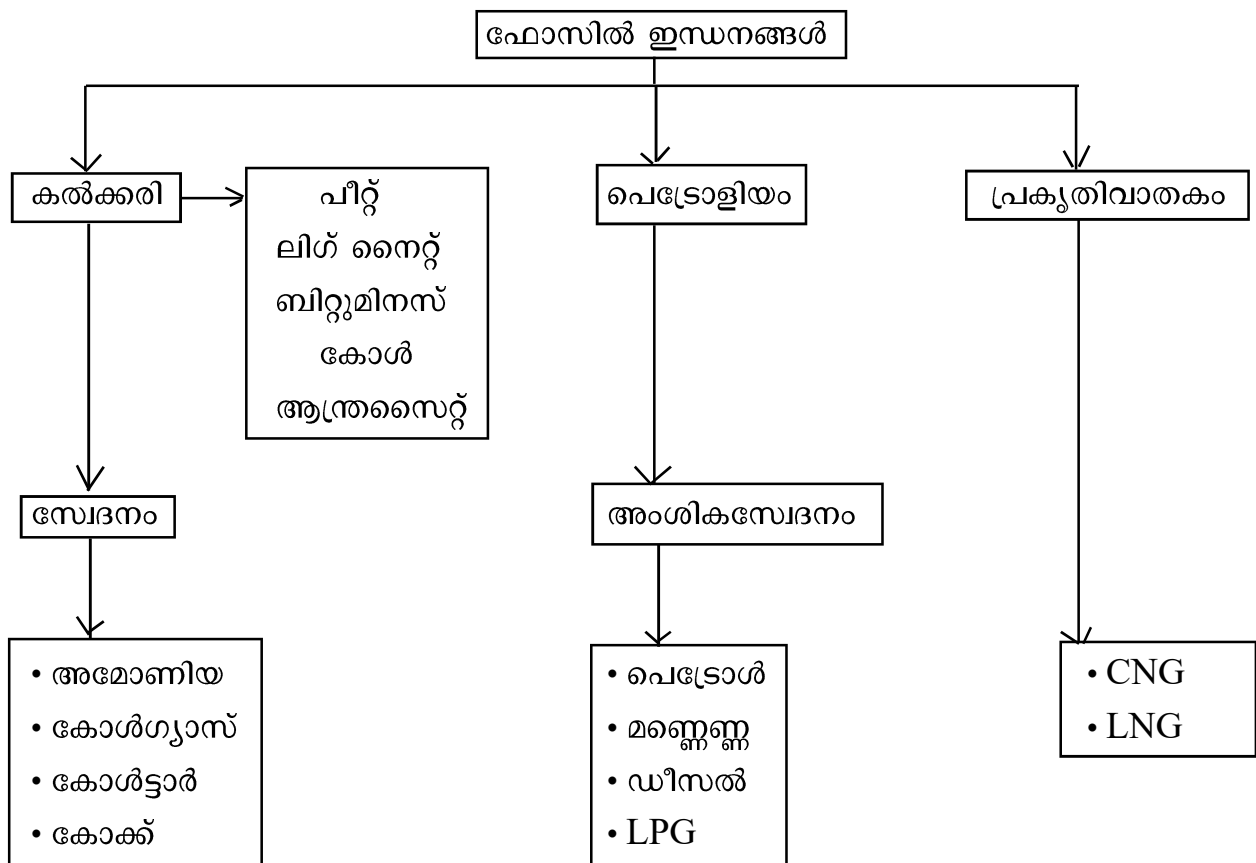 ഫോസിൽ ഇന്ധനങ്ങൾ
കൽക്കരി
പീറ്റ്
ലിഗ് നൈറ്റ്
ബിറ്റുമിനസ്
കോൾ
ആന്ത്രസൈറ്റ്
പെട്രോളിയം
പ്രകൃതിവാതകം
സ്വേദനം
അംശികസ്വേദനം
• അമോണിയ
• കോൾഗ്യാസ്
• കോൾട്ടാർ
• കോക്ക്
• പെട്രോൾ
• മണ്ണെണ്ണ
• ഡീസൽ
• LPG
• CNG
• LNG